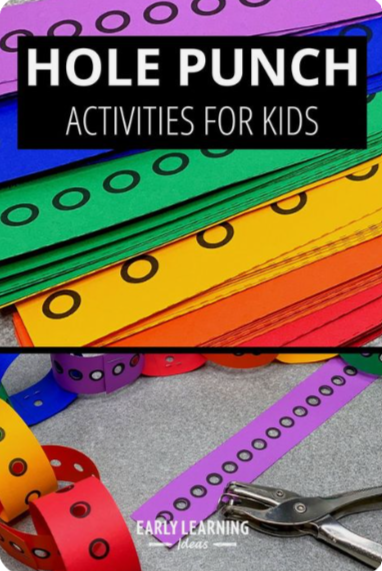 HOLE PUNCH
ACTIVITIES FOR KIDS
EARLY LEARNING
Ideas